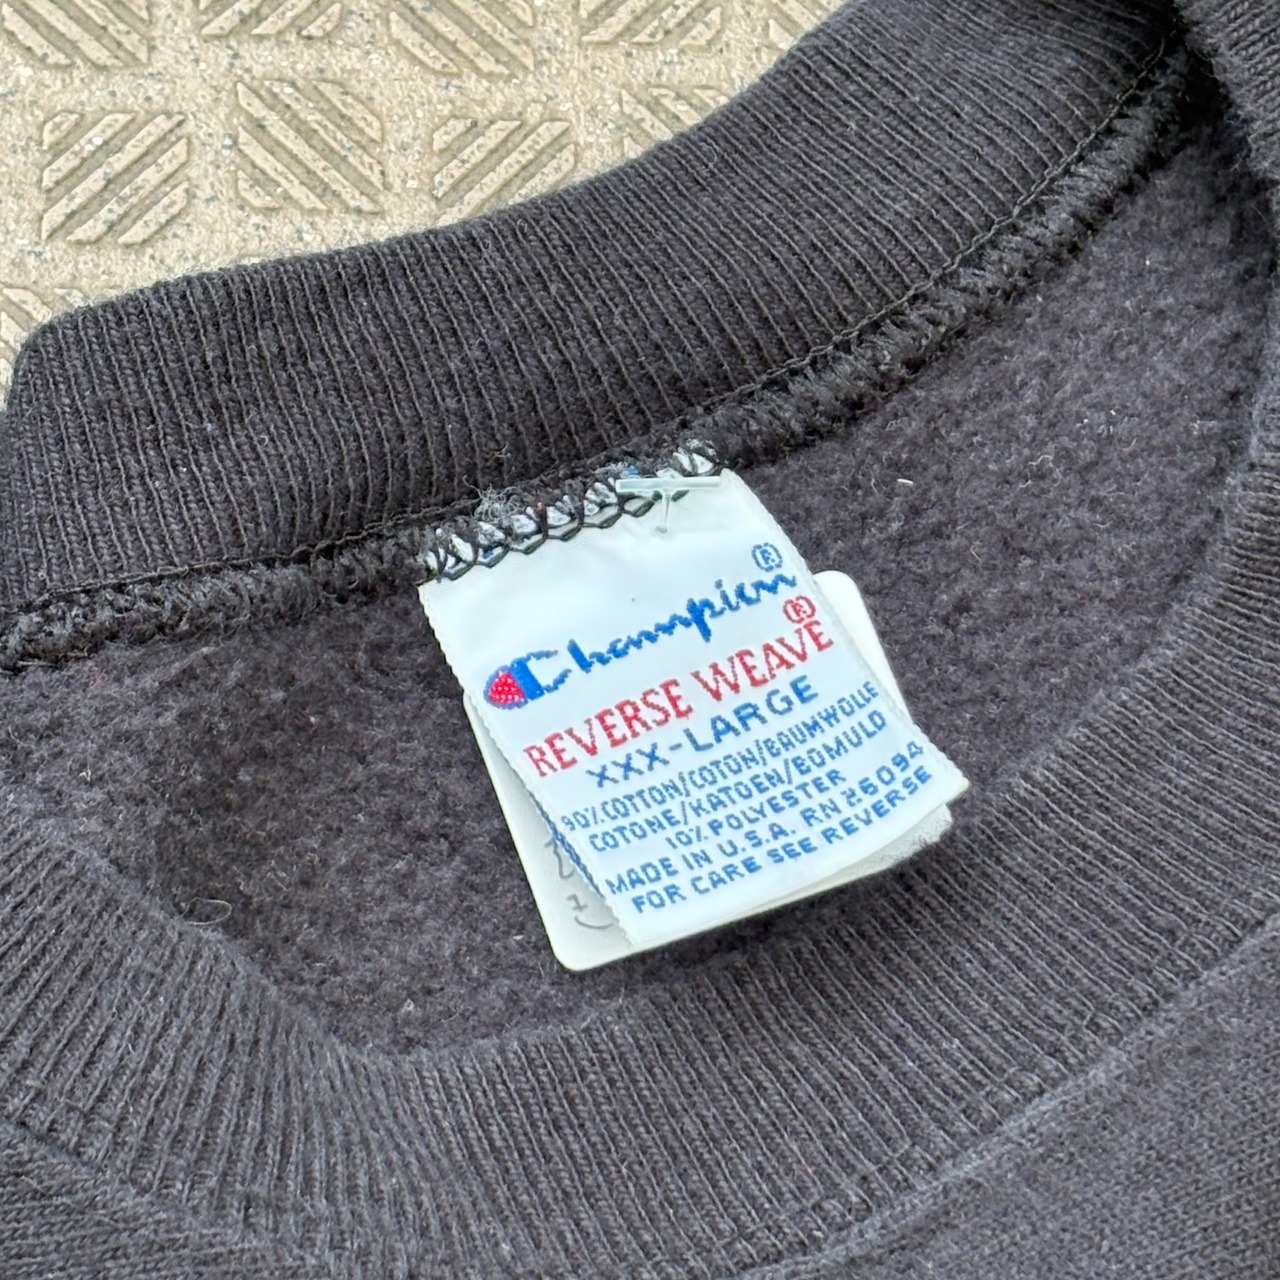 Champion®
REVERSE WEAVE®
XXX-LARGE
90% COTTON/COTON/BAUMWOLLE
COTONE/KATOEN/BOMULD
10% POLYESTER
MADE IN U.S.A. RN 26094
FOR CARE SEE REVERSE